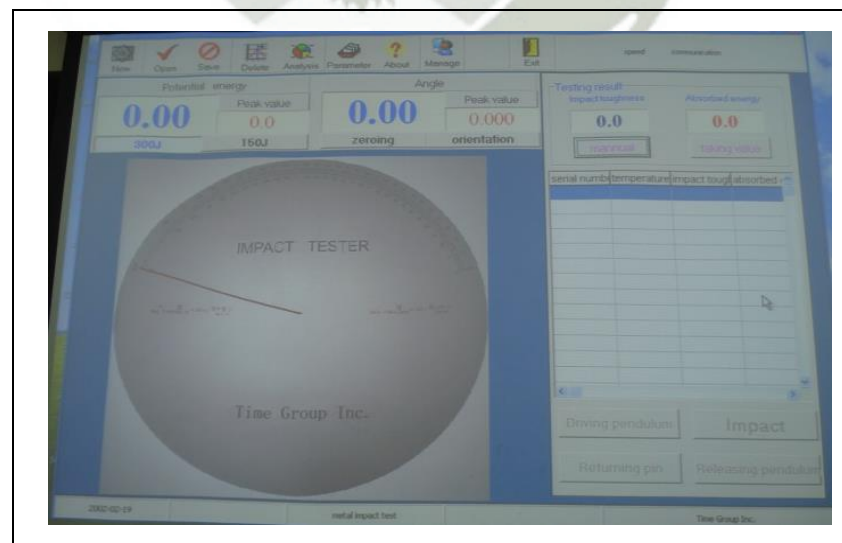 New Open Save Delete Analysis Parameter About Manage Exit speed communication
Potential energy
0.00
Peak value
0.0
300J 150J
Angle
0.00
Peak value
0.000
zeroing orientation
Testing result
Impact toughness Absorbed energy
0.0 0.0
manncal taking value
serial numb temperature impact toug absorbed
IMPACT TESTER
Time Group Inc.
Driving pendulum Impact
Returning pin Releasing pendulum
2002-02-19 metal impact test Time Group Inc.